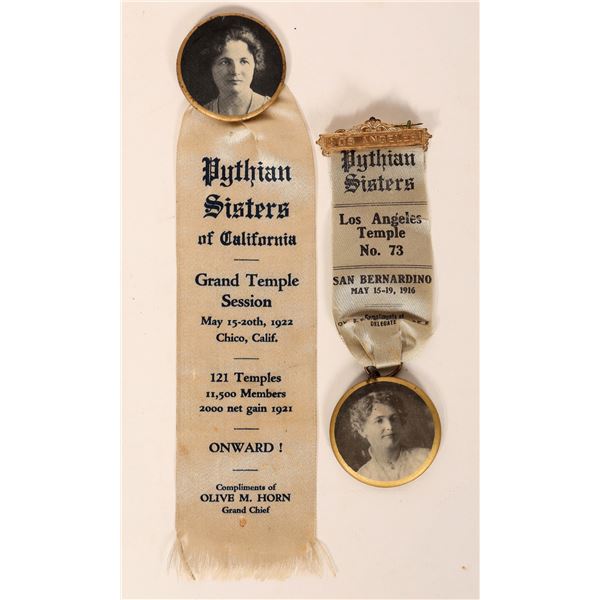 Pythian
Sisters
of California
Grand Temple
Session
May 15-20th, 1922
Chico, Calif.
121 Temples
11,500 Members
2000 net gain 1921
ONWARD !
Compliments of
OLIVE M. HORN
Grand Chief
LOS ANGELES
Pythian
Sisters
Los Angeles
Temple
No. 73
SAN BERNARDINO
MAY 15-19, 1916
Compliments of
DELEGATE